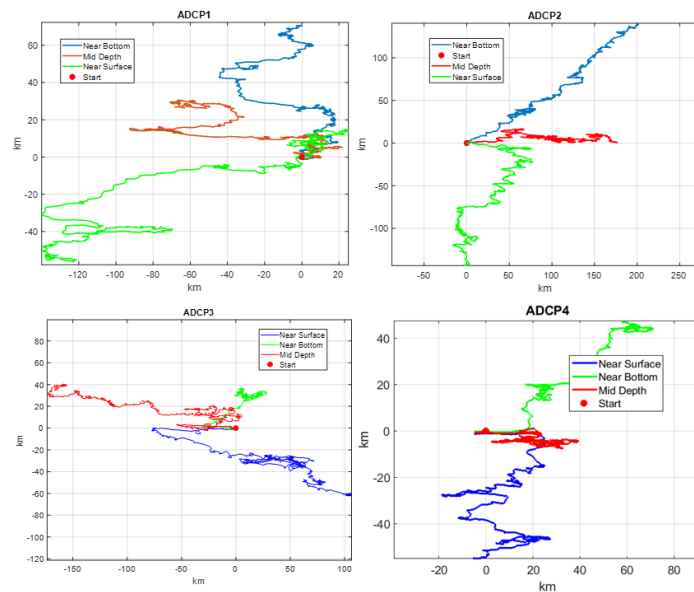 ADCP1
60
40
20
0
-20
-40
km
Near Bottom
Mid Depth
Near Surface
Start
-120
-100
-80
-60
-40
-20
0
20
km
ADCP2
100
50
0
-50
-100
km
Near Bottom
Start
Mid Depth
Near Surface
-50
0
50
100
150
200
250
km
ADCP3
80
60
40
20
0
-20
-40
-60
-80
-100
-120
km
Near Surface
Near Bottom
Mid Depth
Start
-150
-100
-50
0
50
100
km
ADCP4
40
20
0
-20
-40
km
Near Surface
Near Bottom
Mid Depth
Start
-20
0
20
40
60
80
km